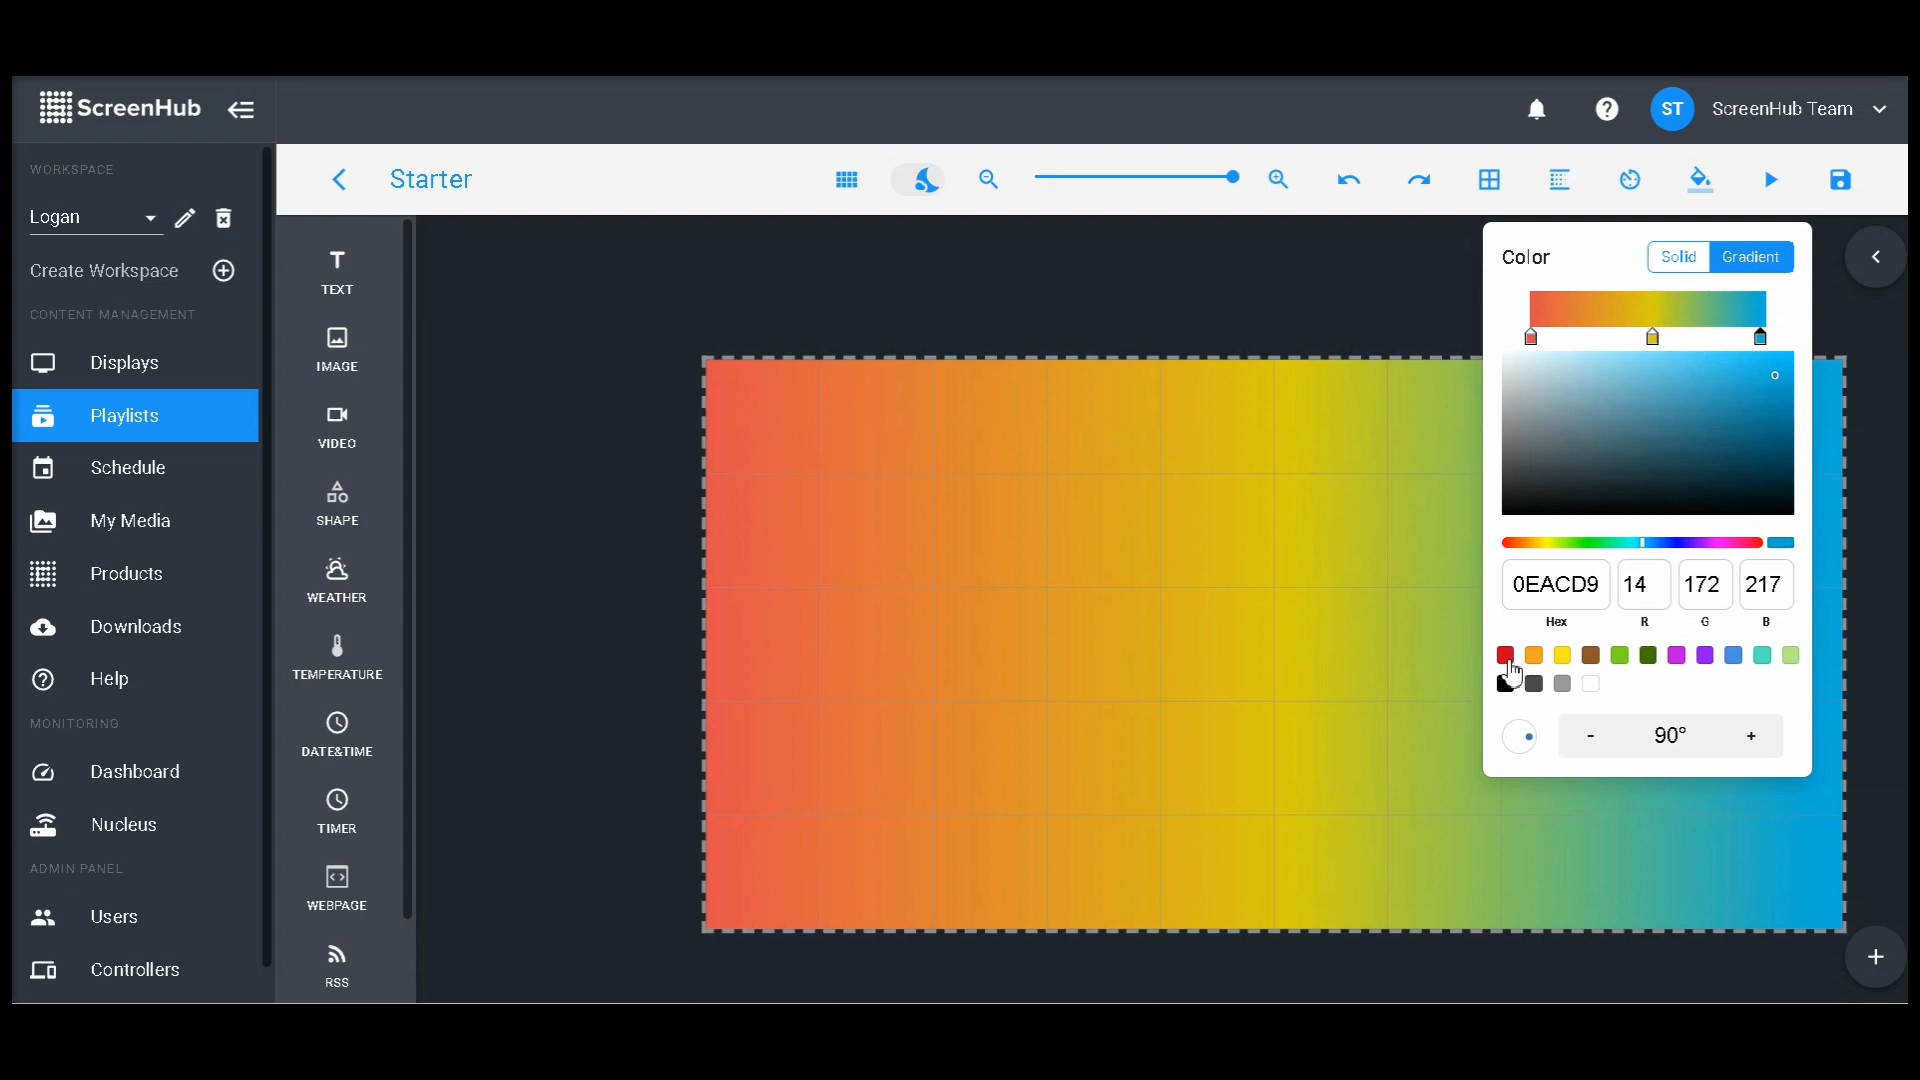 ScreenHub
ST
ScreenHub Team
WORKSPACE
Logan
Create Workspace
CONTENT MANAGEMENT
Displays
Playlists
Schedule
My Media
Products
Downloads
Help
MONITORING
Dashboard
Nucleus
ADMIN PANEL
Users
Controllers
Starter
TEXT
IMAGE
VIDEO
SHAPE
WEATHER
TEMPERATURE
DATE&TIME
TIMER
WEBPAGE
RSS
Color
Solid
Gradient
0EACD9 14 172 217
Hex R G B
- 90° +